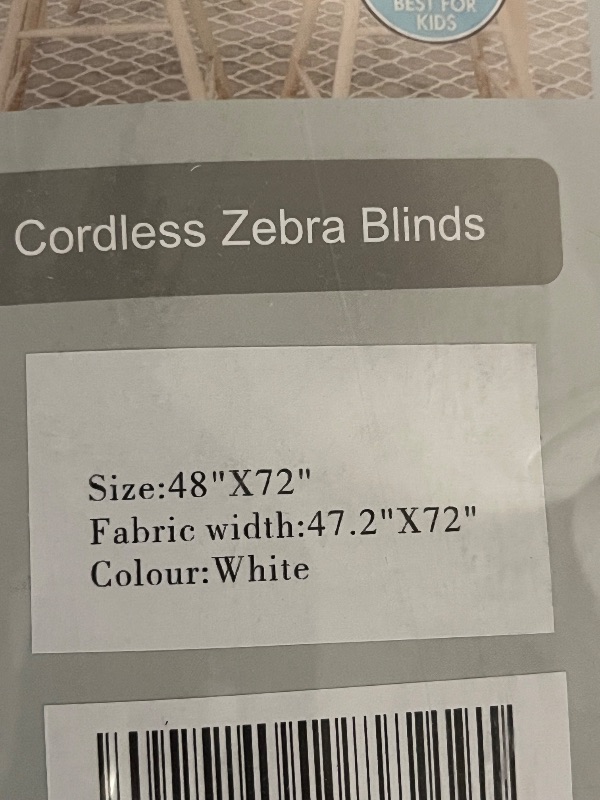 BEST FOR
KIDS
Cordless Zebra Blinds
Size:48"X72"
Fabric width:47.2"X72"
Colour:White